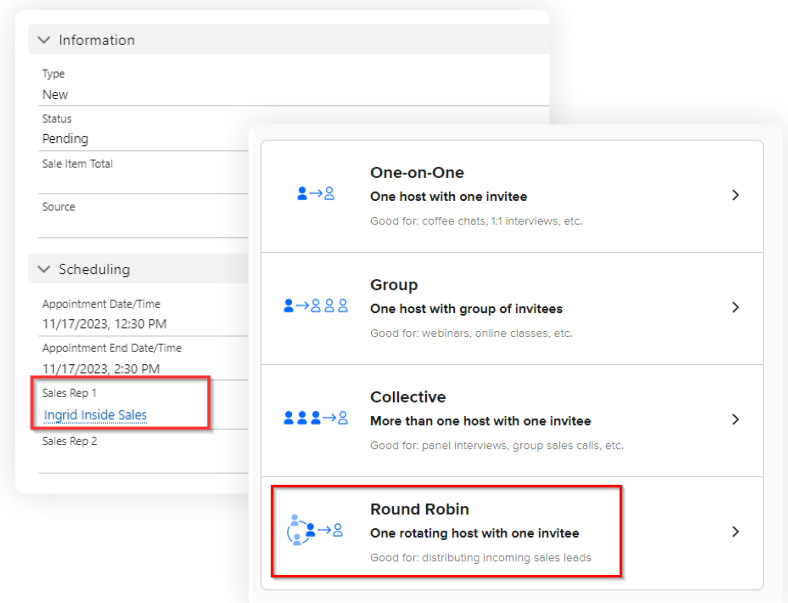 Information
Type
New
Status
Pending
Sale Item Total
Source
Scheduling
Appointment Date/Time
11/17/2023, 12:30 PM
Appointment End Date/Time
11/17/2023, 2:30 PM
Sales Rep 1
Ingrid Inside Sales
Sales Rep 2
One-on-One
One host with one invitee
Good for: coffee chats, 1:1 interviews, etc.
Group
One host with group of invitees
Good for: webinars, online classes, etc.
Collective
More than one host with one invitee
Good for: panel interviews, group sales calls, etc.
Round Robin
One rotating host with one invitee
Good for: distributing incoming sales leads